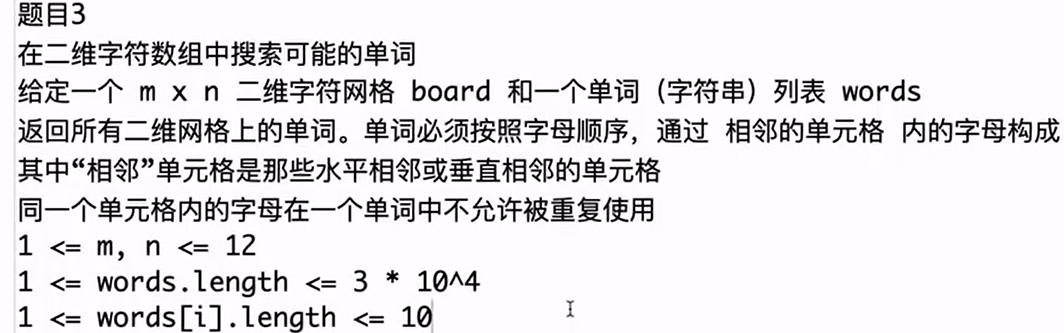 题目3
在二维字符数组中搜索可能的单词
给定一个 m x n 二维字符网格 board 和一个单词（字符串）列表 words
返回所有二维网格上的单词。单词必须按照字母顺序，通过 相邻的单元格 内的字母构成
其中“相邻”单元格是那些水平相邻或垂直相邻的单元格
同一个单元格内的字母在一个单词中不允许被重复使用
1 <= m, n <= 12
1 <= words.length <= 3 * 10^4
1 <= words[i].length <= 10